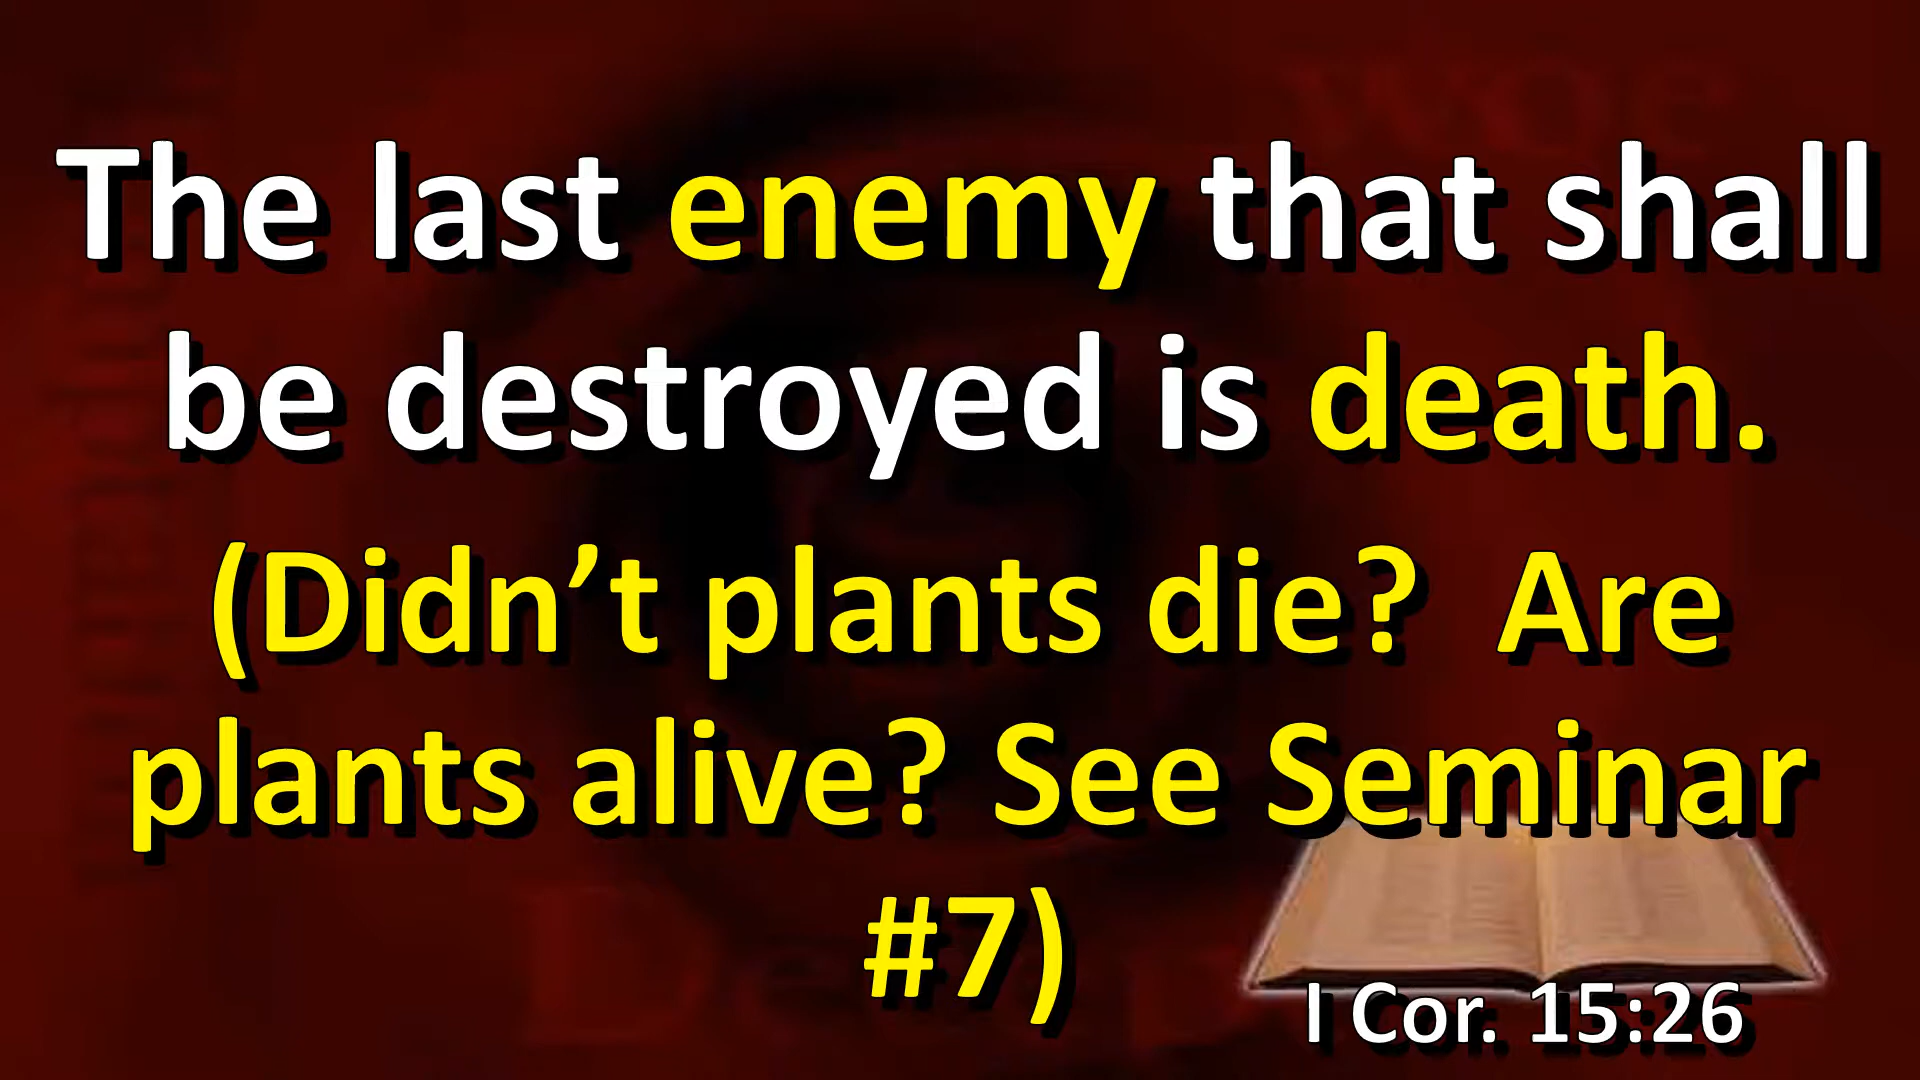 The last enemy that shall
be destroyed is death.
(Didn’t plants die?  Are
plants alive? See Seminar
#7)
I Cor. 15:26